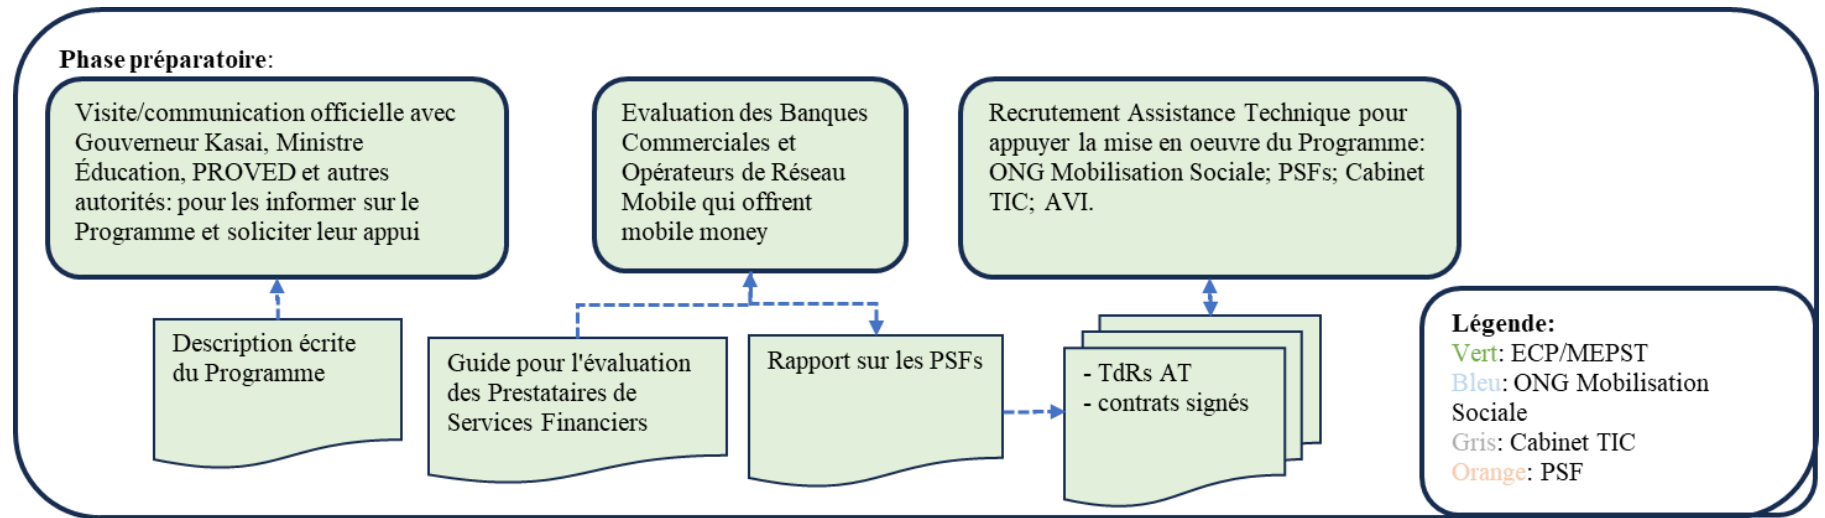 Phase préparatoire:
Visite/communication officielle avec
Gouverneur Kasai, Ministre
Éducation, PROVED et autres
autorités: pour les informer sur le
Programme et soliciter leur appui
Evaluation des Banques
Commerciales et
Opérateurs de Réseau
Mobile qui offrent
mobile money
Recrutement Assistance Technique pour
appuyer la mise en oeuvre du Programme:
ONG Mobilisation Sociale; PSFs; Cabinet
TIC; AVI.
Description écrite
du Programme
Guide pour l'évaluation
des Prestataires de
Services Financiers
Rapport sur les PSFs
- TdRs AT
- contrats signés
Légende:
Vert: ECP/MEPST
Bleu: ONG Mobilisation
Sociale
Gris: Cabinet TIC
Orange: PSF